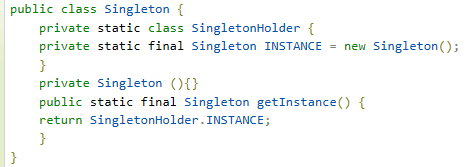 public class Singleton {
    private static class SingletonHolder {
    private static final Singleton INSTANCE = new Singleton();
    }
    private Singleton (){}
    public static final Singleton getInstance() {
    return SingletonHolder.INSTANCE;
    }
}